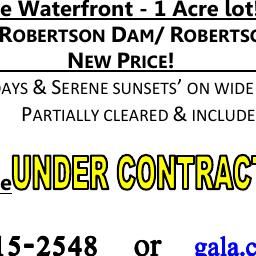 e Waterfront - 1 Acre lot!
ROBERTSON DAM/ ROBERTSO
NEW PRICE!
AYS & SERENE SUNSETS’ ON WIDE
PARTIALLY CLEARED & INCLUDE
e UNDER CONTRACT
15-2548 or gala.c